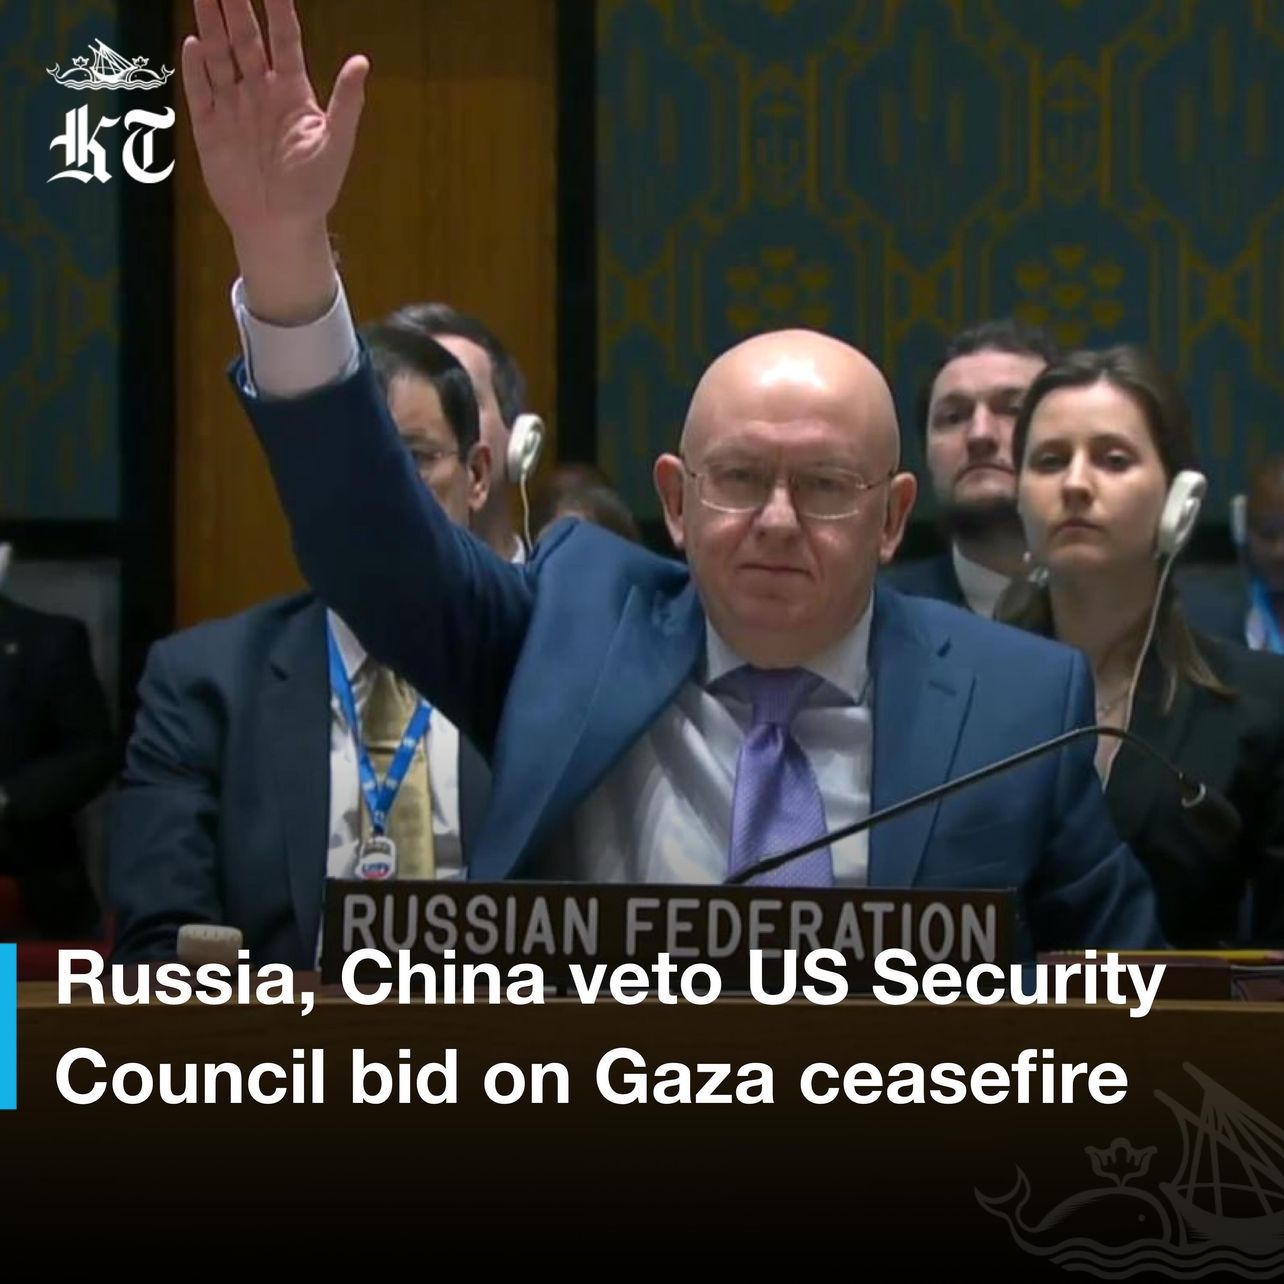 KT
RUSSIAN FEDERATION
Russia, China veto US Security
Council bid on Gaza ceasefire